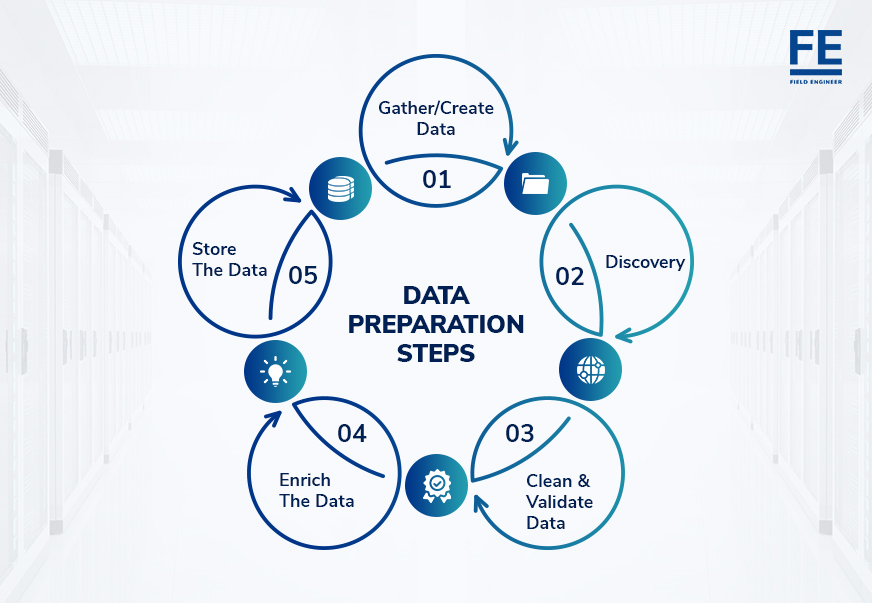 FE
FIELD ENGINEER
Gather/Create
Data
01
02
Discovery
03
Clean &
Validate
Data
04
Enrich
The Data
05
Store
The Data
DATA
PREPARATION
STEPS